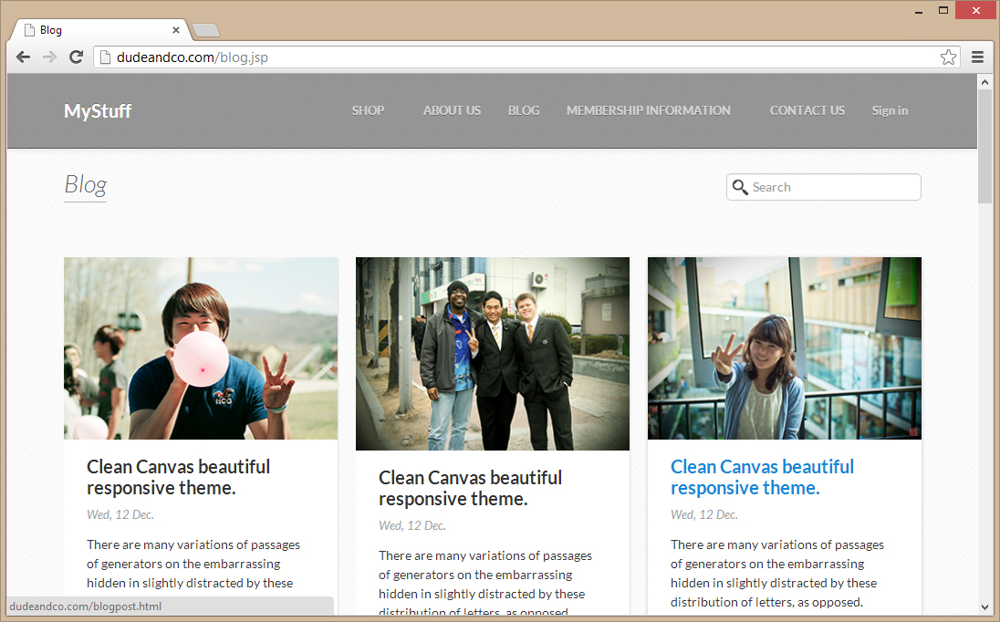 Blog
dudeandco.com/blog.jsp
MyStuff
SHOP
ABOUT US
BLOG
MEMBERSHIP INFORMATION
CONTACT US
Sign in
Blog
Search
NCG
Clean Canvas beautiful
responsive theme.
Wed, 12 Dec.
There are many variations of passages
of generators on the embarrassing
hidden in slightly distracted by these
Clean Canvas beautiful
responsive theme.
Wed, 12 Dec.
There are many variations of passages
of generators on the embarrassing
hidden in slightly distracted by these
distribution of letters, as opposed.
Clean Canvas beautiful
responsive theme.
Wed, 12 Dec.
There are many variations of passages
of generators on the embarrassing
hidden in slightly distracted by these
distribution of letters, as opposed.
dudeandco.com/blogpost.html